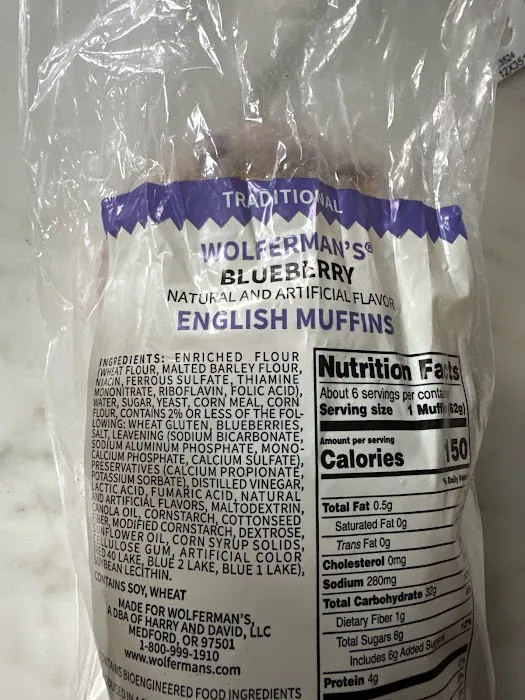 TRADITIONAL
WOLFERMAN'S®
BLUEBERRY
NATURAL AND ARTIFICIAL FLAVOR
ENGLISH MUFFINS
INGREDIENTS: ENRICHED FLOUR
(WHEAT FLOUR, MALTED BARLEY FLOUR,
NIACIN, FERROUS SULFATE, THIAMINE
MONONITRATE, RIBOFLAVIN, FOLIC ACID),
WATER, SUGAR, YEAST, CORN MEAL, CORN
FLOUR, CONTAINS 2% OR LESS OF THE FOL-
LOWING: WHEAT GLUTEN, BLUEBERRIES,
SALT, LEAVENING (SODIUM BICARBONATE,
SODIUM ALUMINUM PHOSPHATE, MONO-
CALCIUM PHOSPHATE, CALCIUM SULFATE),
PRESERVATIVES (CALCIUM PROPIONATE,
POTASSIUM SORBATE), DISTILLED VINEGAR,
CITRIC ACID, FUMARIC ACID, NATURAL
AND ARTIFICIAL FLAVORS, MALTODEXTRIN,
CANOLA OIL, CORNSTARCH, COTTONSEED
FIBER, MODIFIED CORNSTARCH, DEXTROSE,
SUNFLOWER OIL, CORN SYRUP SOLIDS,
CELLULOSE GUM, ARTIFICIAL COLOR
(RED 40 LAKE, BLUE 2 LAKE, BLUE 1 LAKE),
SOYBEAN LECITHIN.
CONTAINS SOY, WHEAT
MADE FOR WOLFERMAN'S,
A DBA OF HARRY AND DAVID, LLC
MEDFORD, OR 97501
1-800-999-1910
www.wolfermans.com
CONTAINS BIOENGINEERED FOOD INGREDIENTS
Nutrition Facts
About 6 servings per container
Serving size 1 Muffin (62g)
Amount per serving
Calories 150
% Daily
Total Fat 0.5g
Saturated Fat 0g
Trans Fat 0g
Cholesterol 0mg
Sodium 280mg
Total Carbohydrate 32g
Dietary Fiber 1g
Total Sugars 6g
Includes 6g Added Sugars 12%
Protein 4g